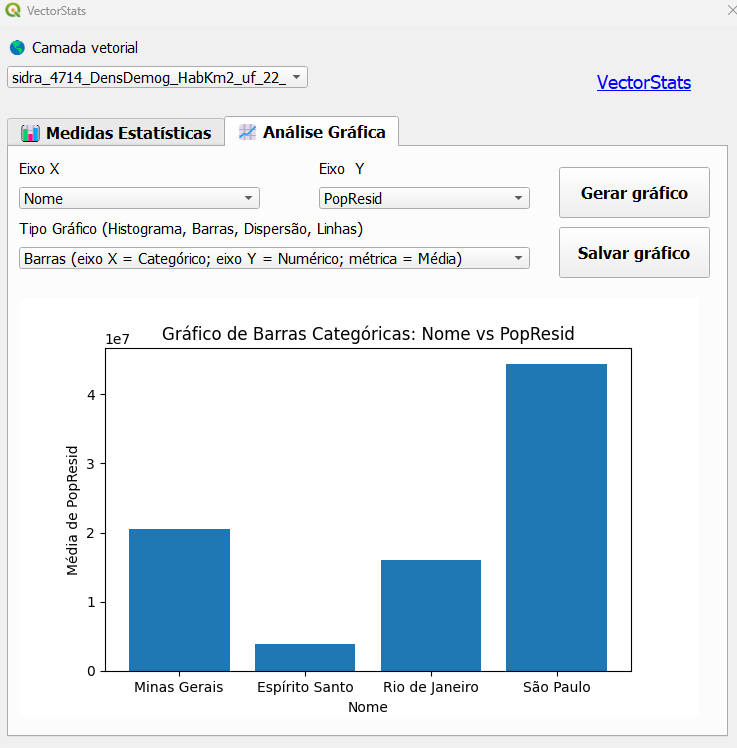 VectorStats
Camada vetorial
sidra_4714_DensDemog_HabKm2_uf_22_
VectorStats
Medidas Estatísticas
Análise Gráfica
Eixo X
Eixo Y
Nome
PopResid
Gerar gráfico
Tipo Gráfico (Histograma, Barras, Dispersão, Linhas)
Barras (eixo X = Categórico; eixo Y = Numérico; métrica = Média)
Salvar gráfico
Gráfico de Barras Categóricas: Nome vs PopResid
1e7
4
3
2
1
0
Média de PopResid
Minas Gerais
Espírito Santo
Rio de Janeiro
São Paulo
Nome